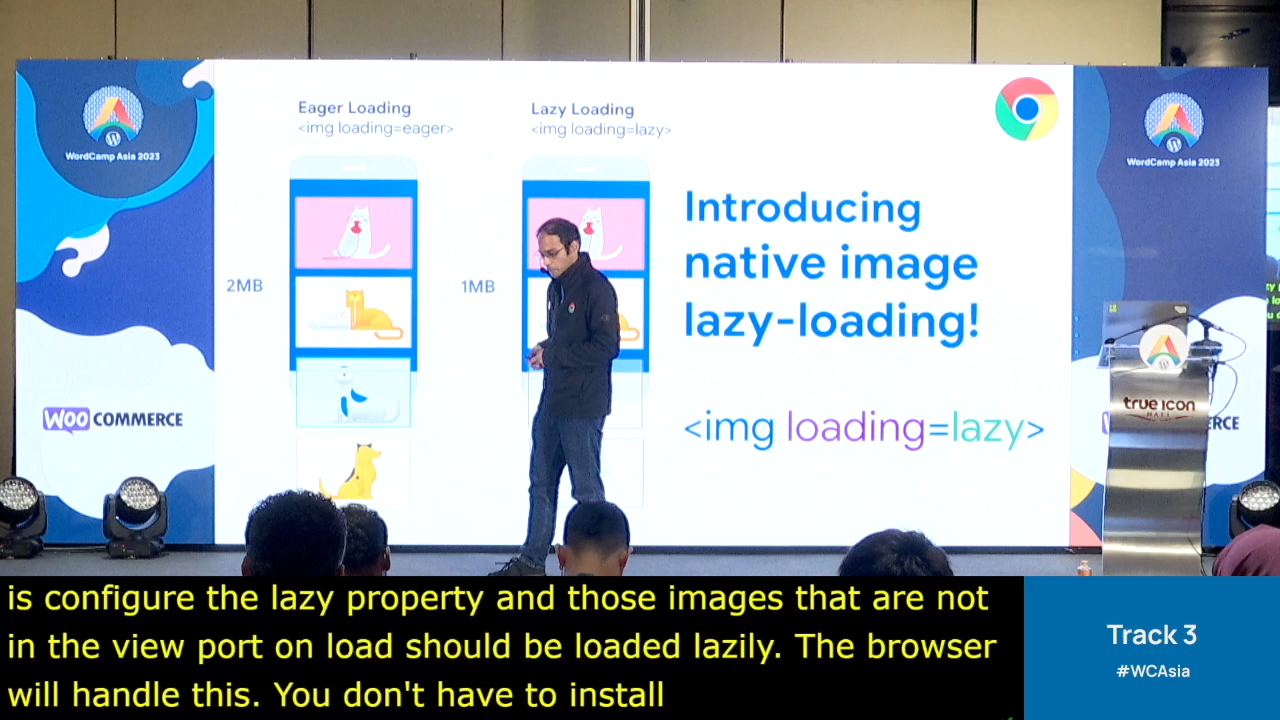 WordCamp Asia 2023
WOO COMMERCE
Eager Loading
<img loading=eager>
2MB
Lazy Loading
<img loading=lazy>
1MB
Introducing
native image
lazy-loading!
<img loading=lazy>
WordCamp Asia 2023
true icon
HALL
is configure the lazy property and those images that are not
in the view port on load should be loaded lazily. The browser
will handle this. You don't have to install
Track 3
#WCAsia